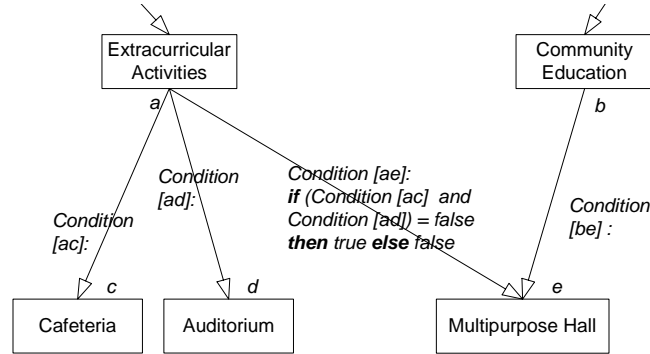 Extracurricular
Activities
Community
Education
a
b
Condition
[ad]:
Condition [ae]:
if (Condition [ac] and
Condition [ad]) = false
then true else false
Condition
[ac]:
Condition
[be] :
c
d
e
Cafeteria
Auditorium
Multipurpose Hall